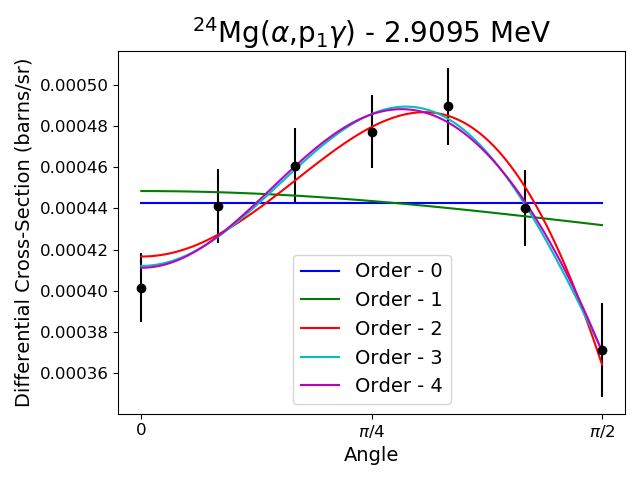 ²⁴Mg(α,p₁γ) - 2.9095 MeV
Differential Cross-Section (barns/sr)
0.00050
0.00048
0.00046
0.00044
0.00042
0.00040
0.00038
0.00036
Order - 0
Order - 1
Order - 2
Order - 3
Order - 4
0
π/4
π/2
Angle